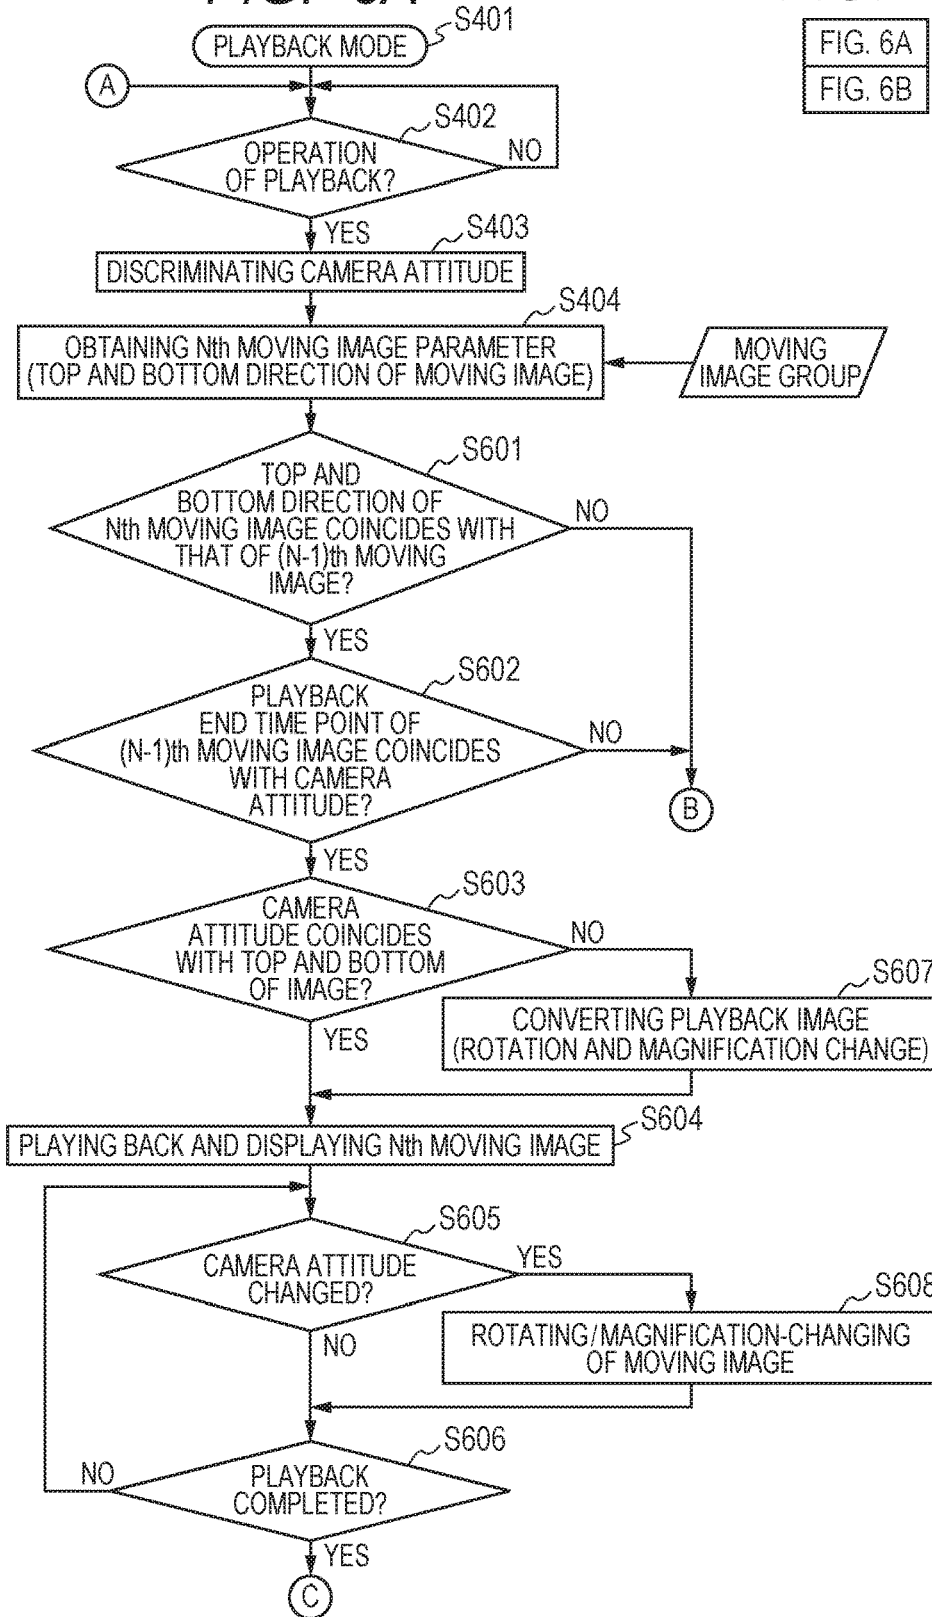 S401
PLAYBACK MODE
FIG. 6A
FIG. 6B
A
S402
OPERATION
OF PLAYBACK?
NO
YES
S403
DISCRIMINATING CAMERA ATTITUDE
S404
OBTAINING Nth MOVING IMAGE PARAMETER
(TOP AND BOTTOM DIRECTION OF MOVING IMAGE)
MOVING
IMAGE GROUP
S601
TOP AND
BOTTOM DIRECTION OF
Nth MOVING IMAGE COINCIDES WITH
THAT OF (N-1)th MOVING
IMAGE?
NO
YES
S602
PLAYBACK
END TIME POINT OF
(N-1)th MOVING IMAGE COINCIDES
WITH CAMERA
ATTITUDE?
NO
B
YES
S603
CAMERA
ATTITUDE COINCIDES
WITH TOP AND BOTTOM
OF IMAGE?
NO
S607
CONVERTING PLAYBACK IMAGE
(ROTATION AND MAGNIFICATION CHANGE)
YES
S604
PLAYING BACK AND DISPLAYING Nth MOVING IMAGE
S605
CAMERA ATTITUDE
CHANGED?
YES
S608
ROTATING/MAGNIFICATION-CHANGING
OF MOVING IMAGE
NO
S606
PLAYBACK
COMPLETED?
NO
YES
C